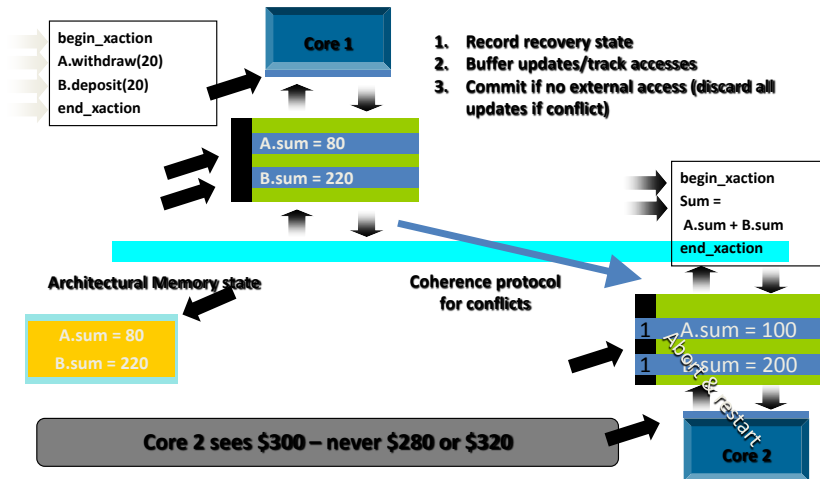 begin_xaction
A.withdraw(20)
B.deposit(20)
end_xaction
Core 1
1. Record recovery state
2. Buffer updates/track accesses
3. Commit if no external access (discard all
updates if conflict)
A.sum = 80
B.sum = 220
begin_xaction
Sum =
A.sum + B.sum
end_xaction
Architectural Memory state
Coherence protocol
for conflicts
A.sum = 80
B.sum = 220
1 A.sum = 100
1 B.sum = 200
Abort & restart
Core 2 sees $300 – never $280 or $320
Core 2